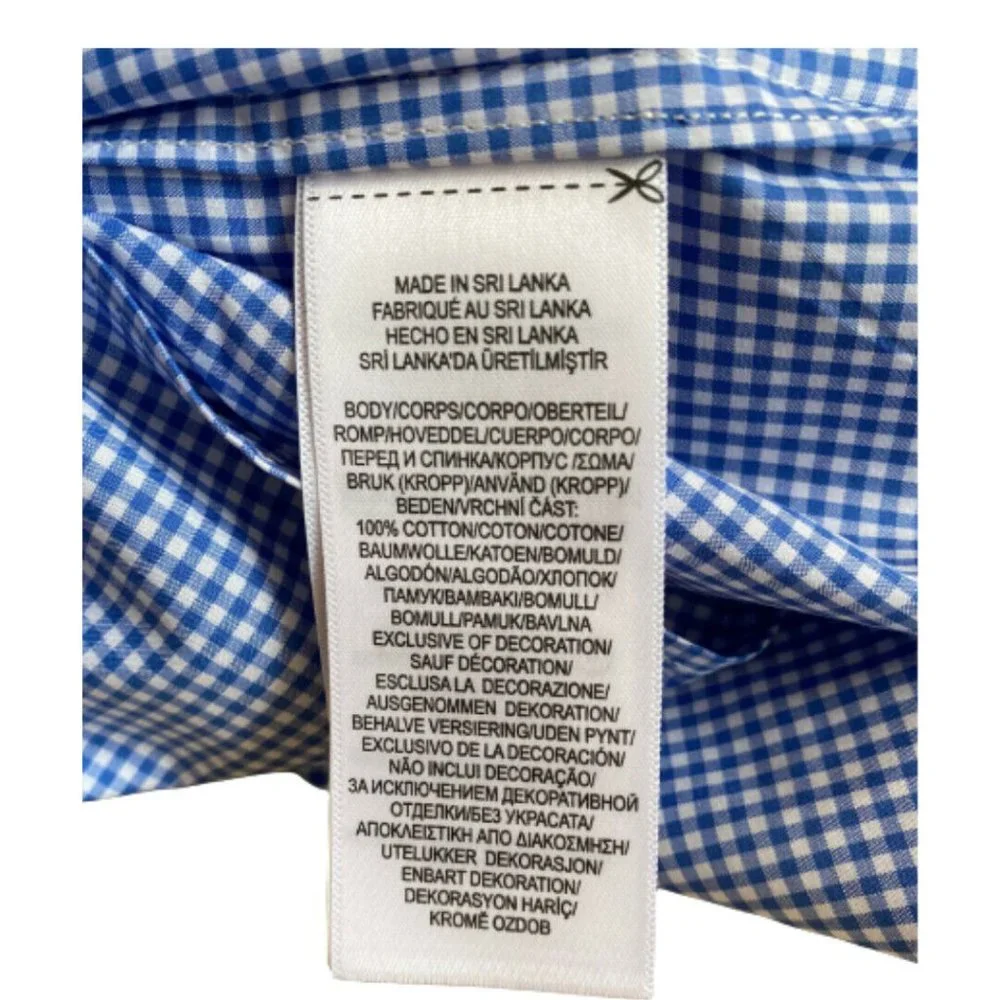 MADE IN SRI LANKA
FABRIQUÉ AU SRI LANKA
HECHO EN SRI LANKA
SRİ LANKA'DA ÜRETİLMİŞTİR
BODY/CORPS/CORPO/OBERTEIL/
ROMP/HOVEDDEL/CUERPO/CORPO/
ПЕРЕД И СПИНКА/КОРПУС /ΣΩΜΑ/
BRUK (KROPP)/ANVÄND (KROPP)/
BEDEN/VRCHNÍ ČÁST:
100% COTTON/COTON/COTONE/
BAUMWOLLE/KATOEN/BOMULD/
ALGODÓN/ALGODÃO/ХЛОПОК/
ПАМУК/ΒΑΜΒΑΚΙ/BOMULL/
BOMULL/PAMUK/BAVLNA
EXCLUSIVE OF DECORATION/
SAUF DÉCORATION/
ESCLUSA LA DECORAZIONE/
AUSGENOMMEN DEKORATION/
BEHALVE VERSIERING/UDEN PYNT/
EXCLUSIVO DE LA DECORACIÓN/
NÃO INCLUI DECORAÇÃO/
ЗА ИСКЛЮЧЕНИЕМ ДЕКОРАТИВНОЙ
ОТДЕЛКИ/БЕЗ УКРАСАТА/
ΑΠΟΚΛΕΙΣΤΙΚΗ ΑΠΟ ΔΙΑΚΟΣΜΗΣΗ/
UTELUKKER DEKORASJON/
ENBART DEKORATION/
DEKORASYON HARİÇ/
KROMĚ OZDOB